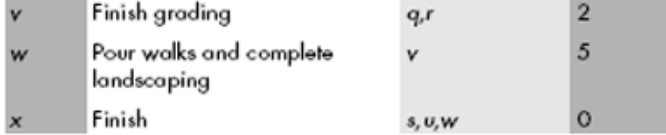 v Finish grading q,r 2
w Pour walks and complete v 5
landscaping
x Finish s,u,w 0